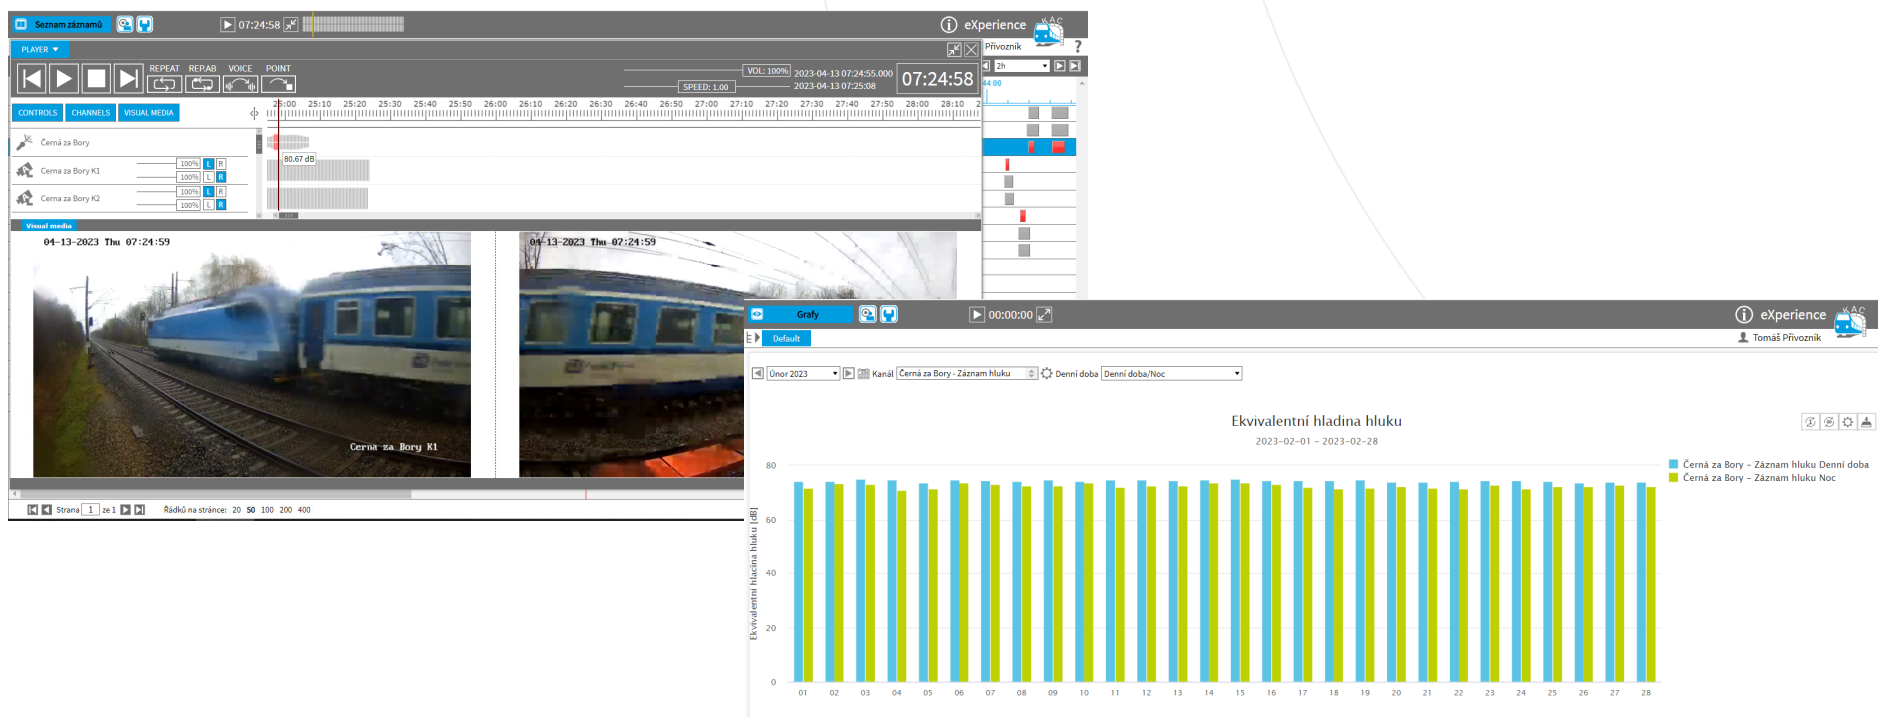 Seznam záznamů
07:24:58
eXperience
KAC
PLAYER
Přívozník
?
REPEAT REP.AB VOICE POINT
VOL: 100%
SPEED: 1.00
2023-04-13 07:24:55.000
2023-04-13 07:25:08
07:24:58
2h
44:00
CONTROLS CHANNELS VISUAL MEDIA
25:00 25:10 25:20 25:30 25:40 25:50 26:00 26:10 26:20 26:30 26:40 26:50 27:00 27:10 27:20 27:30 27:40 27:50 28:00 28:10 2
Černá za Bory
80.67 dB
Cerna za Bory K1
100% L R
100% L R
Cerna za Bory K2
100% L R
100% L R
Visual media
04-13-2023 Thu 07:24:59
04-13-2023 Thu 07:24:59
Cerna za Bory K1
Strana 1 ze 1 Řádků na stránce: 20 50 100 200 400
Grafy
00:00:00
eXperience
KAC
Default
Tomáš Přívozník
Únor 2023 Kanál Černá za Bory - Záznam hluku Denní doba Denní doba/Noc
Ekvivalentní hladina hluku
2023-02-01 - 2023-02-28
Černá za Bory - Záznam hluku Denní doba
Černá za Bory - Záznam hluku Noc
Ekvivalentní hladina hluku [dB]
80
60
40
20
0
01 02 03 04 05 06 07 08 09 10 11 12 13 14 15 16 17 18 19 20 21 22 23 24 25 26 27 28